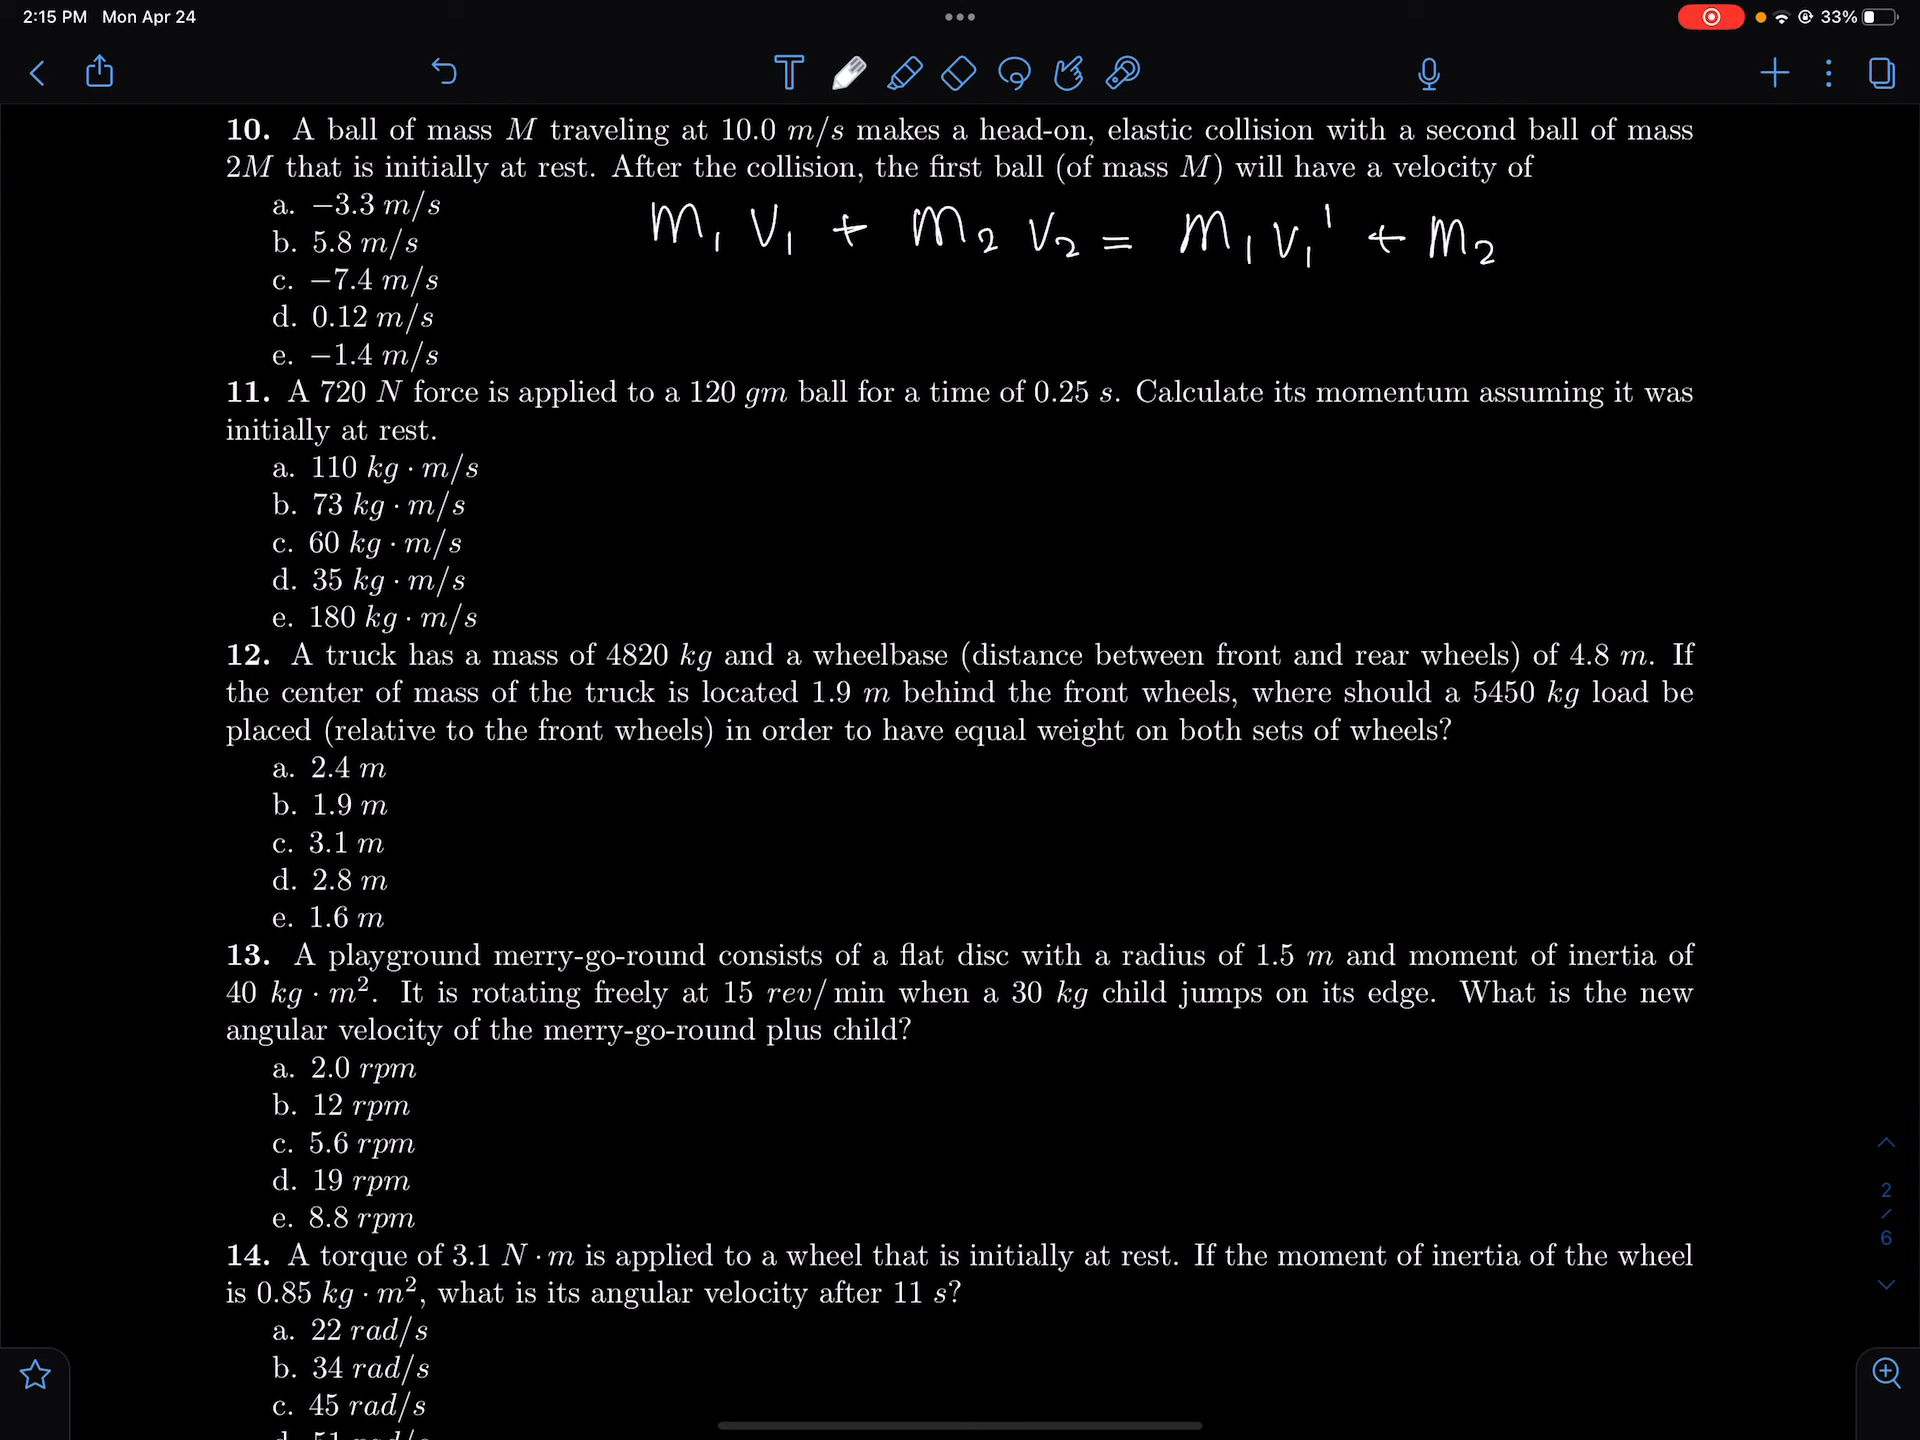 2:15 PM Mon Apr 24
33%
10. A ball of mass M traveling at 10.0 m/s makes a head-on, elastic collision with a second ball of mass
2M that is initially at rest. After the collision, the first ball (of mass M) will have a velocity of
a. −3.3 m/s
b. 5.8 m/s
c. −7.4 m/s
d. 0.12 m/s
e. −1.4 m/s
m₁ v₁ + m₂ v₂ = m₁ v₁' + m₂
11. A 720 N force is applied to a 120 gm ball for a time of 0.25 s. Calculate its momentum assuming it was
initially at rest.
a. 110 kg · m/s
b. 73 kg · m/s
c. 60 kg · m/s
d. 35 kg · m/s
e. 180 kg · m/s
12. A truck has a mass of 4820 kg and a wheelbase (distance between front and rear wheels) of 4.8 m. If
the center of mass of the truck is located 1.9 m behind the front wheels, where should a 5450 kg load be
placed (relative to the front wheels) in order to have equal weight on both sets of wheels?
a. 2.4 m
b. 1.9 m
c. 3.1 m
d. 2.8 m
e. 1.6 m
13. A playground merry-go-round consists of a flat disc with a radius of 1.5 m and moment of inertia of
40 kg · m². It is rotating freely at 15 rev/min when a 30 kg child jumps on its edge. What is the new
angular velocity of the merry-go-round plus child?
a. 2.0 rpm
b. 12 rpm
c. 5.6 rpm
d. 19 rpm
e. 8.8 rpm
2
/
6
14. A torque of 3.1 N · m is applied to a wheel that is initially at rest. If the moment of inertia of the wheel
is 0.85 kg · m², what is its angular velocity after 11 s?
a. 22 rad/s
b. 34 rad/s
c. 45 rad/s
d. 51 rad/s